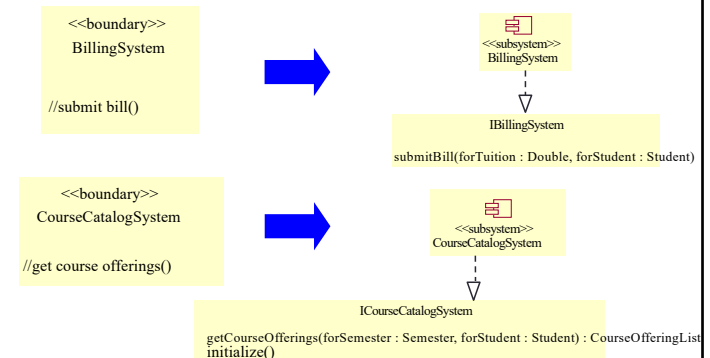 <<boundary>>
BillingSystem
//submit bill()
<<subsystem>>
BillingSystem
IBillingSystem
submitBill(forTuition : Double, forStudent : Student)
<<boundary>>
CourseCatalogSystem
//get course offerings()
<<subsystem>>
CourseCatalogSystem
ICourseCatalogSystem
getCourseOfferings(forSemester : Semester, forStudent : Student) : CourseOfferingList
initialize()